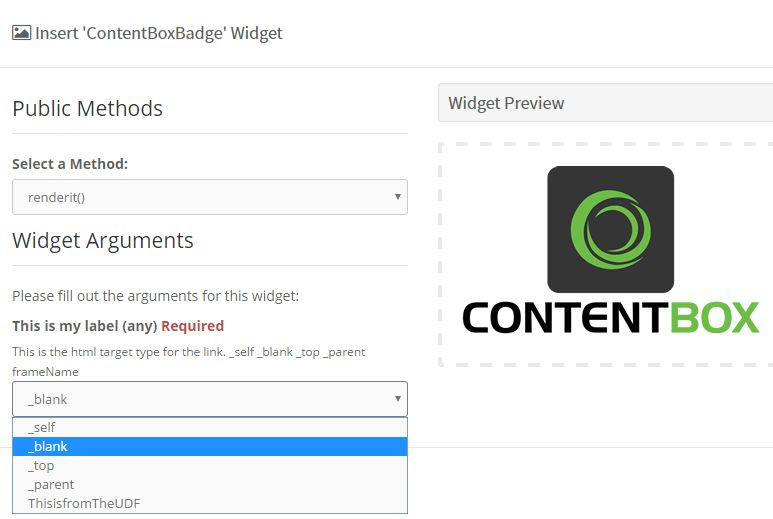 Insert 'ContentBoxBadge' Widget
Public Methods
Select a Method:
renderit()
Widget Arguments
Please fill out the arguments for this widget:
This is my label (any) Required
This is the html target type for the link. _self _blank _top _parent
frameName
_blank
_self
_blank
_top
_parent
ThisisfromTheUDF
Widget Preview
CONTENTBOX